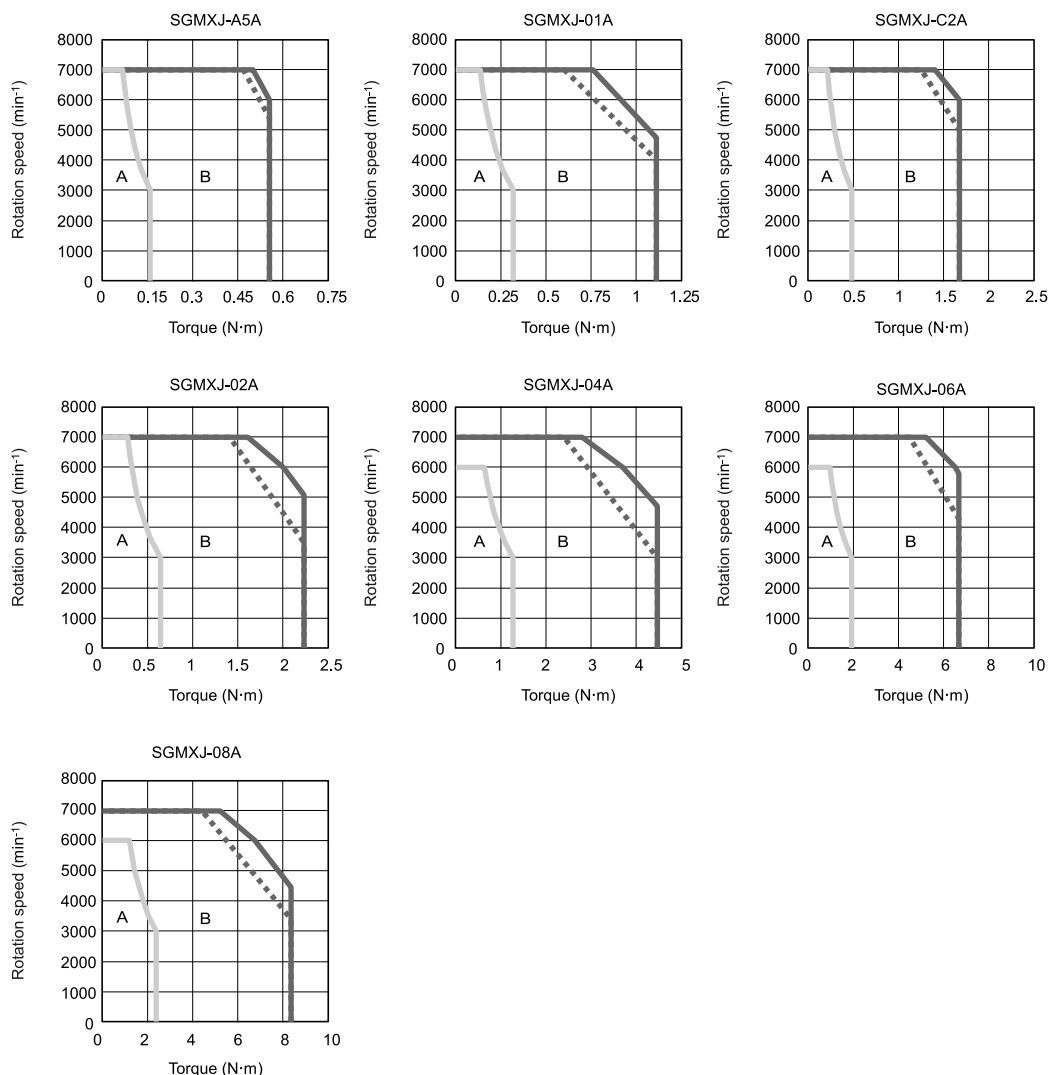 SGMXJ-A5A
8000
7000
6000
5000
4000
3000
2000
1000
0
Rotation speed (min-1)
A
B
0 0.15 0.3 0.45 0.6 0.75
Torque (N·m)
SGMXJ-01A
8000
7000
6000
5000
4000
3000
2000
1000
0
Rotation speed (min-1)
A
B
0 0.25 0.5 0.75 1 1.25
Torque (N·m)
SGMXJ-C2A
8000
7000
6000
5000
4000
3000
2000
1000
0
Rotation speed (min-1)
A
B
0 0.5 1 1.5 2 2.5
Torque (N·m)
SGMXJ-02A
8000
7000
6000
5000
4000
3000
2000
1000
0
Rotation speed (min-1)
A
B
0 0.5 1 1.5 2 2.5
Torque (N·m)
SGMXJ-04A
8000
7000
6000
5000
4000
3000
2000
1000
0
Rotation speed (min-1)
A
B
0 1 2 3 4 5
Torque (N·m)
SGMXJ-06A
8000
7000
6000
5000
4000
3000
2000
1000
0
Rotation speed (min-1)
A
B
0 2 4 6 8 10
Torque (N·m)
SGMXJ-08A
8000
7000
6000
5000
4000
3000
2000
1000
0
Rotation speed (min-1)
A
B
0 2 4 6 8 10
Torque (N·m)